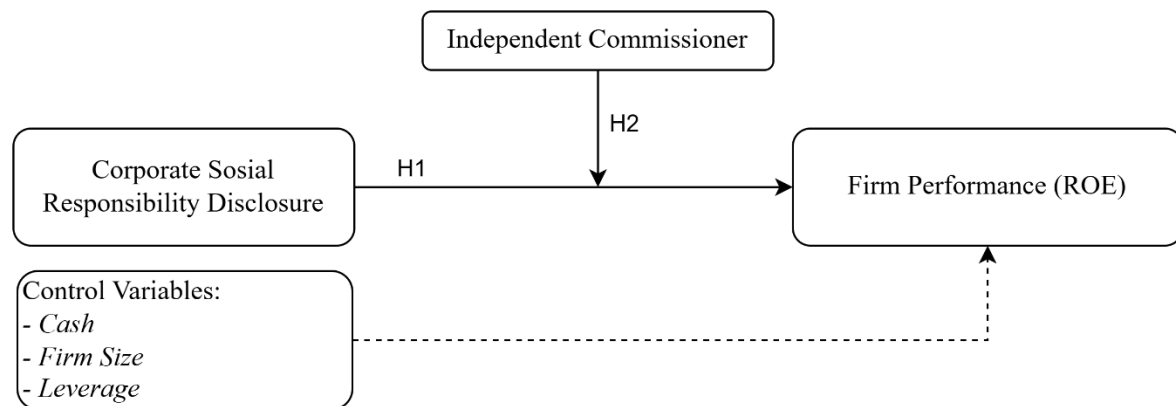 Independent Commissioner
H2
Corporate Sosial
Responsibility Disclosure
H1
Firm Performance (ROE)
Control Variables:
- Cash
- Firm Size
- Leverage